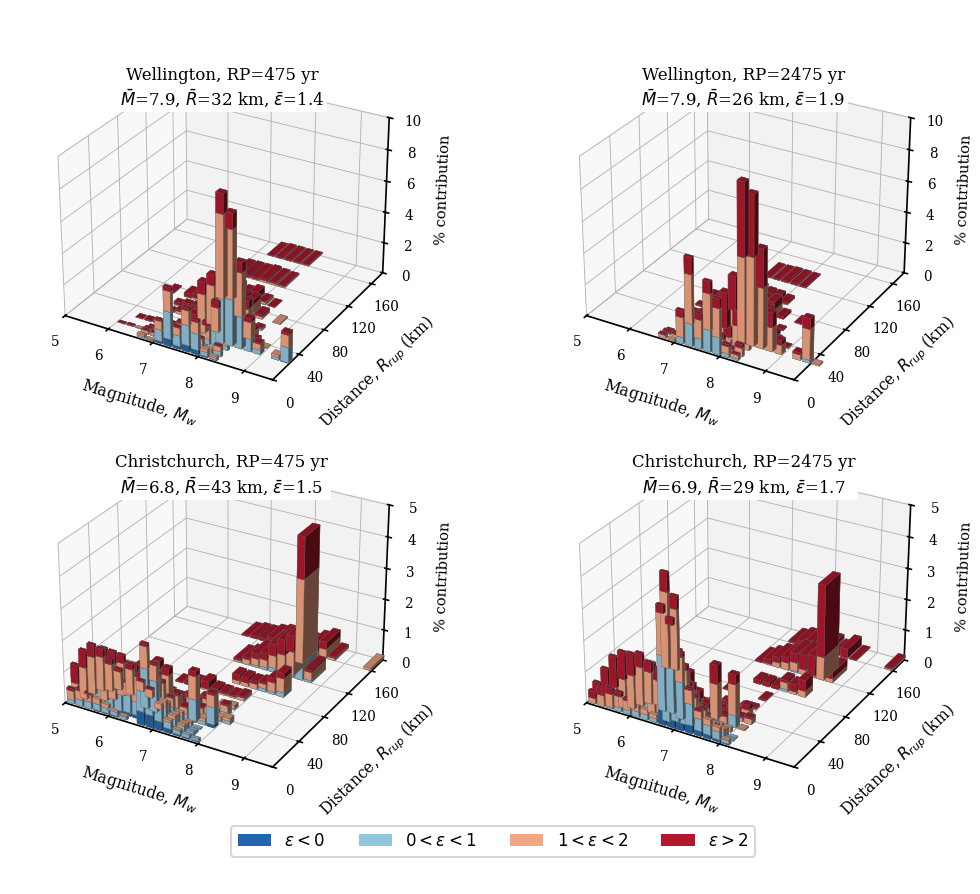 Wellington, RP=475 yr
M̄=7.9, R̄=32 km, ε̄=1.4
Wellington, RP=2475 yr
M̄=7.9, R̄=26 km, ε̄=1.9
10
8
6
4
2
0
% contribution
5
6
7
8
9
Magnitude, M_w
0
40
80
120
160
Distance, R_rup (km)
10
8
6
4
2
0
% contribution
5
6
7
8
9
Magnitude, M_w
0
40
80
120
160
Distance, R_rup (km)
Christchurch, RP=475 yr
M̄=6.8, R̄=43 km, ε̄=1.5
Christchurch, RP=2475 yr
M̄=6.9, R̄=29 km, ε̄=1.7
5
4
3
2
1
0
% contribution
5
6
7
8
9
Magnitude, M_w
0
40
80
120
160
Distance, R_rup (km)
5
4
3
2
1
0
% contribution
5
6
7
8
9
Magnitude, M_w
0
40
80
120
160
Distance, R_rup (km)
ε < 0
0 < ε < 1
1 < ε < 2
ε > 2